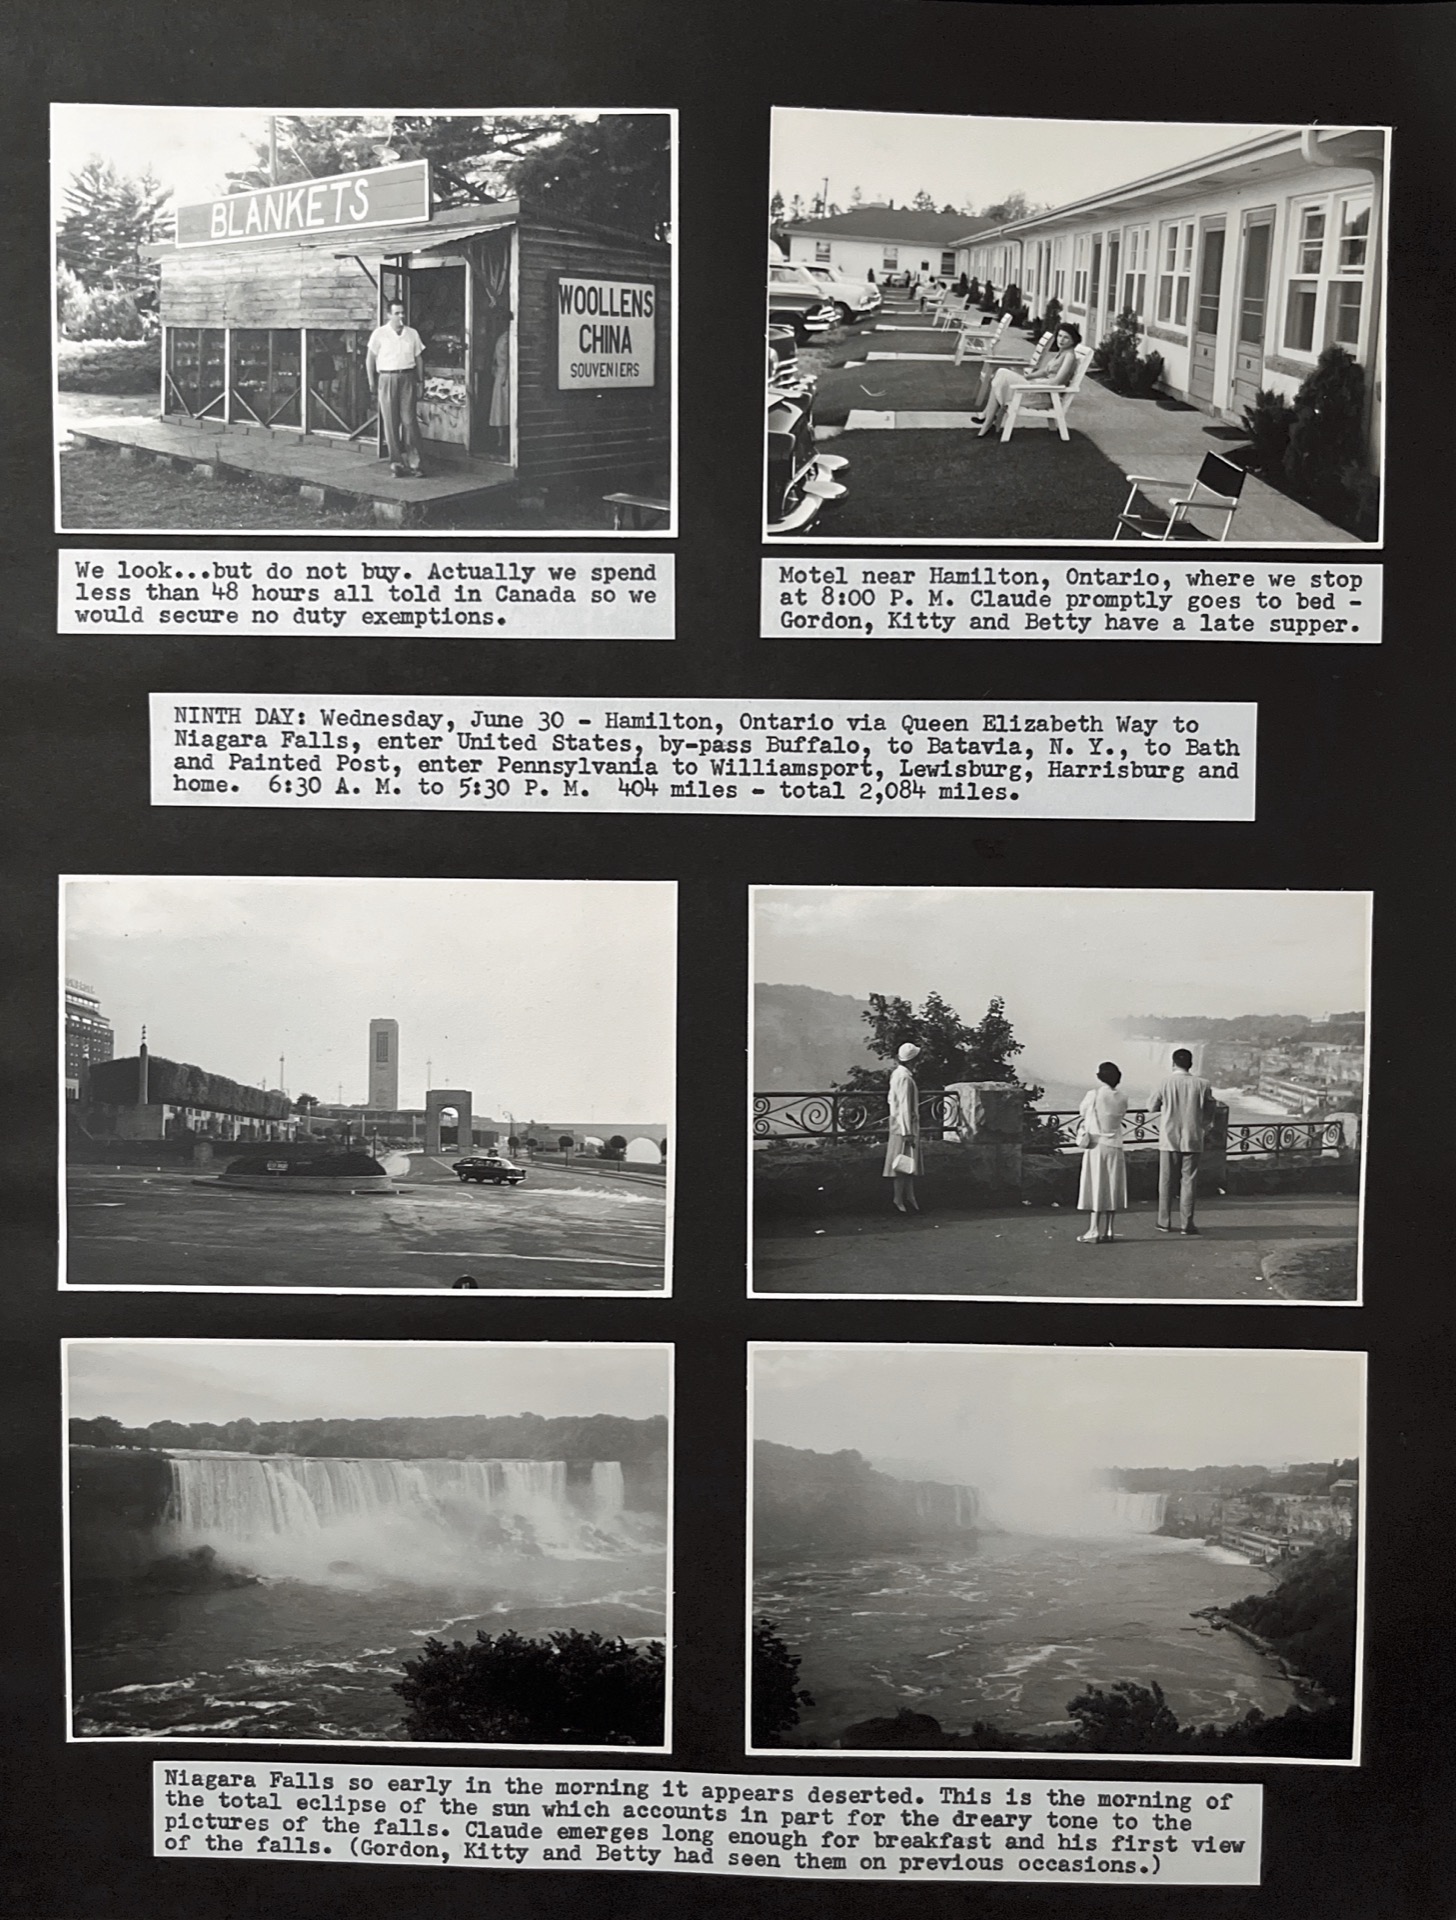 BLANKETS
WOOLLENS
CHINA
SOUVENIERS
We look...but do not buy. Actually we spend
less than 48 hours all told in Canada so we
would secure no duty exemptions.
Motel near Hamilton, Ontario, where we stop
at 8:00 P. M. Claude promptly goes to bed -
Gordon, Kitty and Betty have a late supper.
NINTH DAY: Wednesday, June 30 - Hamilton, Ontario via Queen Elizabeth Way to
Niagara Falls, enter United States, by-pass Buffalo, to Batavia, N. Y., to Bath
and Painted Post, enter Pennsylvania to Williamsport, Lewisburg, Harrisburg and
home. 6:30 A. M. to 5:30 P. M. 404 miles - total 2,084 miles.
Niagara Falls so early in the morning it appears deserted. This is the morning of
the total eclipse of the sun which accounts in part for the dreary tone to the
pictures of the falls. Claude emerges long enough for breakfast and his first view
of the falls. (Gordon, Kitty and Betty had seen them on previous occasions.)